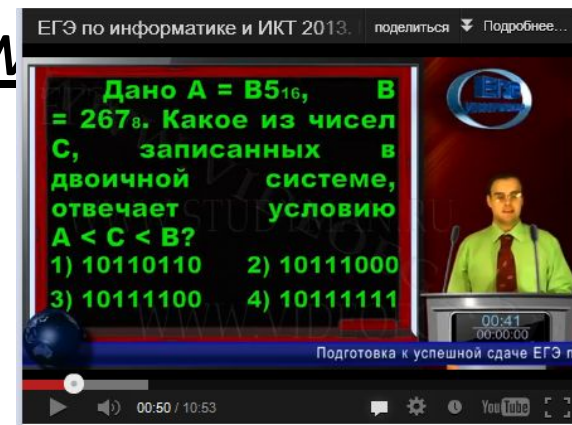 ЕГЭ по информатике и ИКТ 2013.
поделиться
Подробнее...
Дано А = В5₁₆, В
= 267₈. Какое из чисел
С, записанных в
двоичной системе,
отвечает условию
А < С < В?
1) 10110110 2) 10111000
3) 10111100 4) 10111111
00:41
00:00:00
Подготовка к успешной сдаче ЕГЭ п
00:50 / 10:53
YouTube